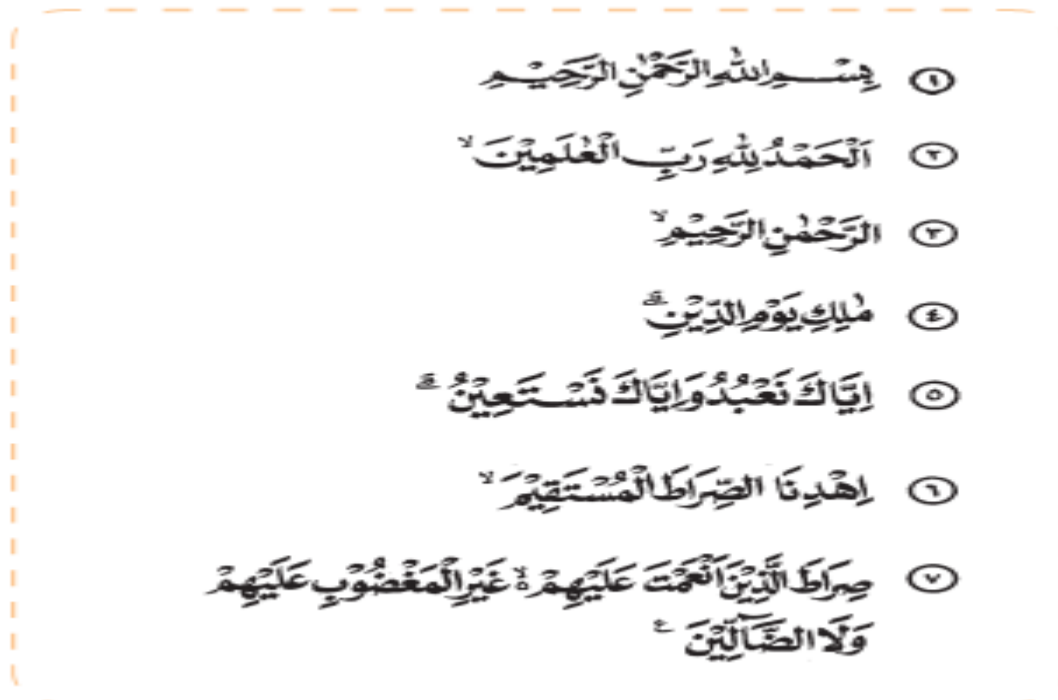 ١ بِسْمِ اللّٰهِ الرَّحْمٰنِ الرَّحِيْمِ
٢ اَلْحَمْدُ لِلّٰهِ رَبِّ الْعٰلَمِيْنَ ۙ
٣ الرَّحْمٰنِ الرَّحِيْمِ ۙ
٤ مٰلِكِ يَوْمِ الدِّيْنِ ۗ
٥ اِيَّاكَ نَعْبُدُ وَاِيَّاكَ نَسْتَعِيْنُ ۗ
٦ اِهْدِنَا الصِّرَاطَ الْمُسْتَقِيْمَ ۙ
٧ صِرَاطَ الَّذِيْنَ اَنْعَمْتَ عَلَيْهِمْ ۙ ەۙ غَيْرِ الْمَغْضُوْبِ عَلَيْهِمْ
وَلَا الضَّاۤلِّيْنَ ࣖ